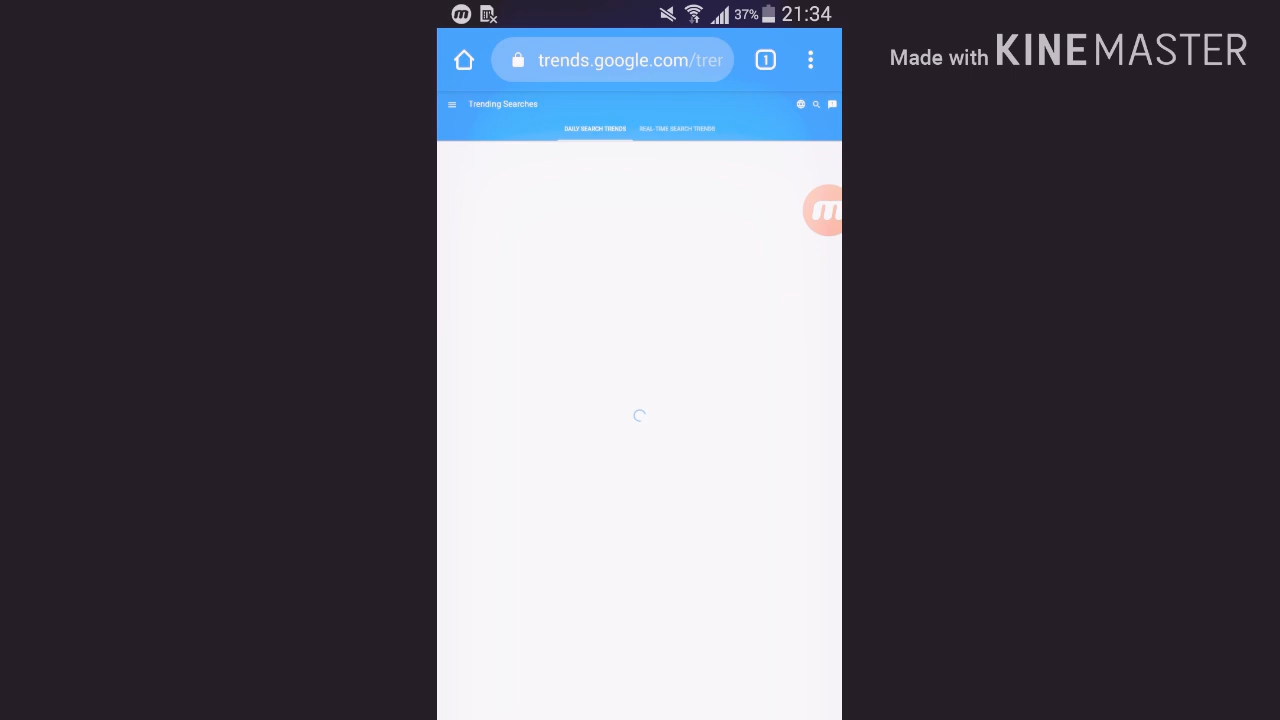 37% 21:34
Made with KINEMASTER
trends.google.com/tren
1
Trending Searches
DAILY SEARCH TRENDS REAL-TIME SEARCH TRENDS
m